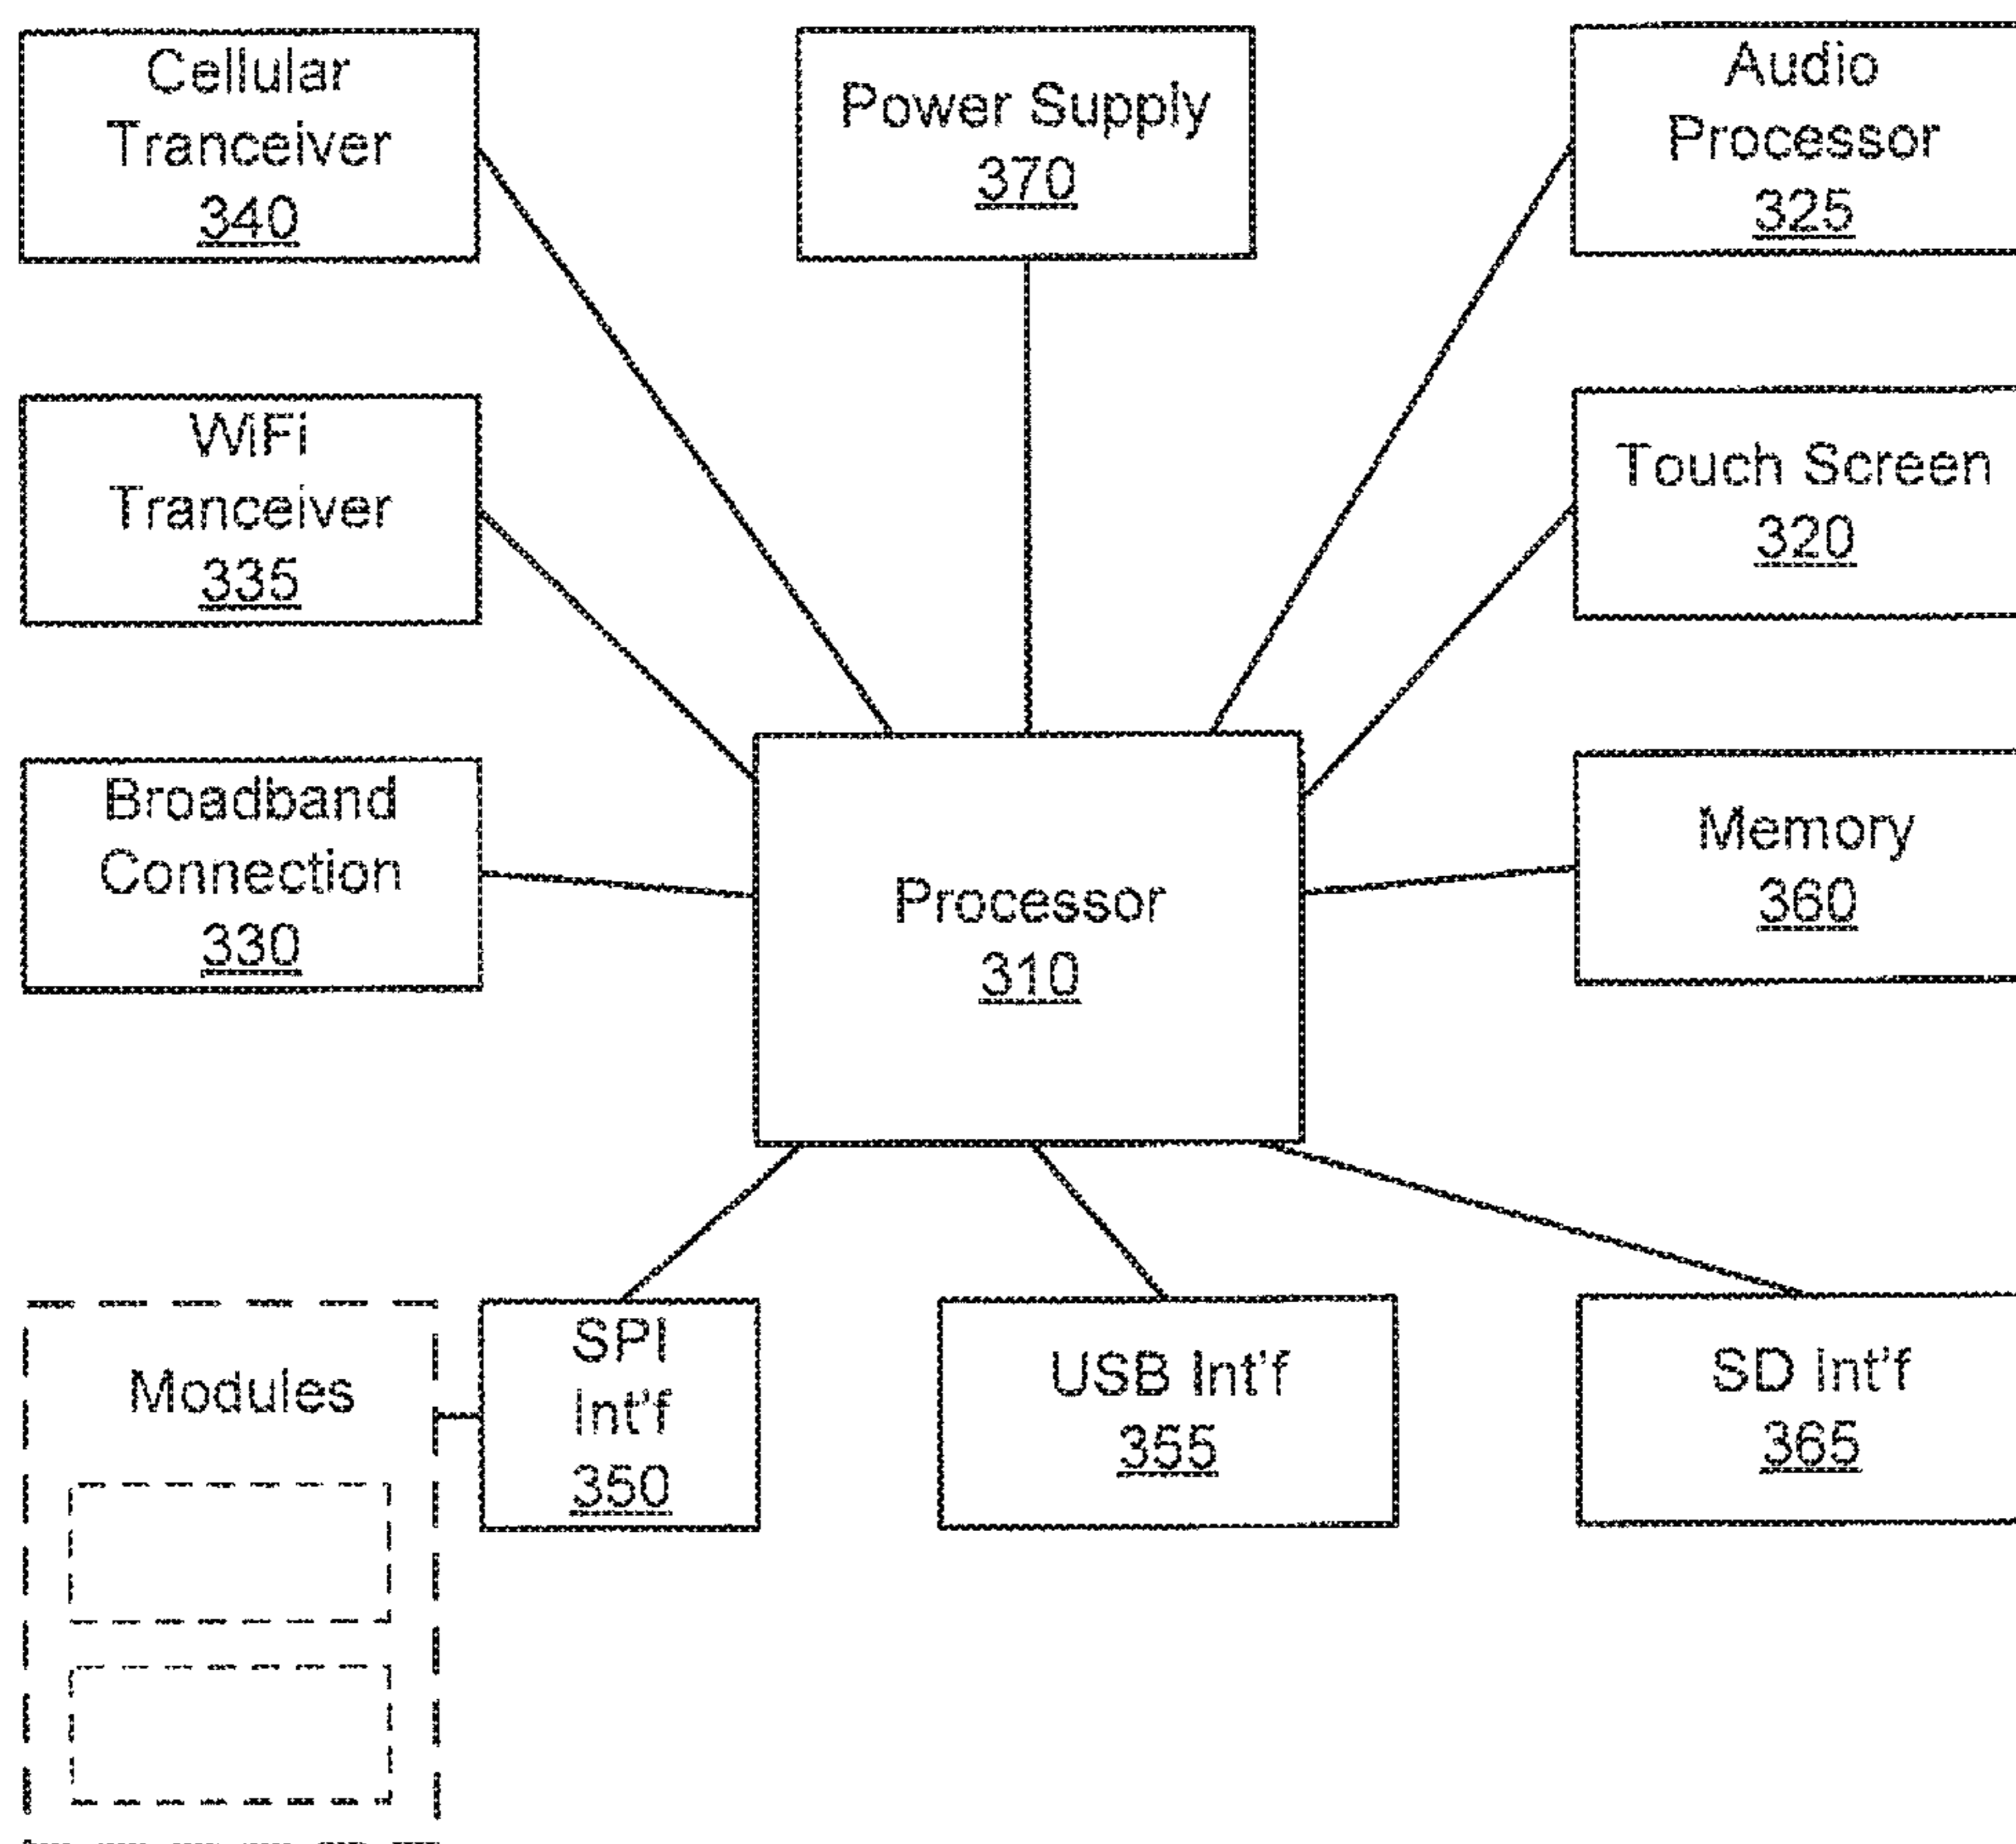 Cellular
Tranceiver
340
Power Supply
370
Audio
Processor
325
WiFi
Tranceiver
335
Touch Screen
320
Broadband
Connection
330
Processor
310
Memory
360
Modules
SPI
Int'f
350
USB Int'f
355
SD Int'f
365